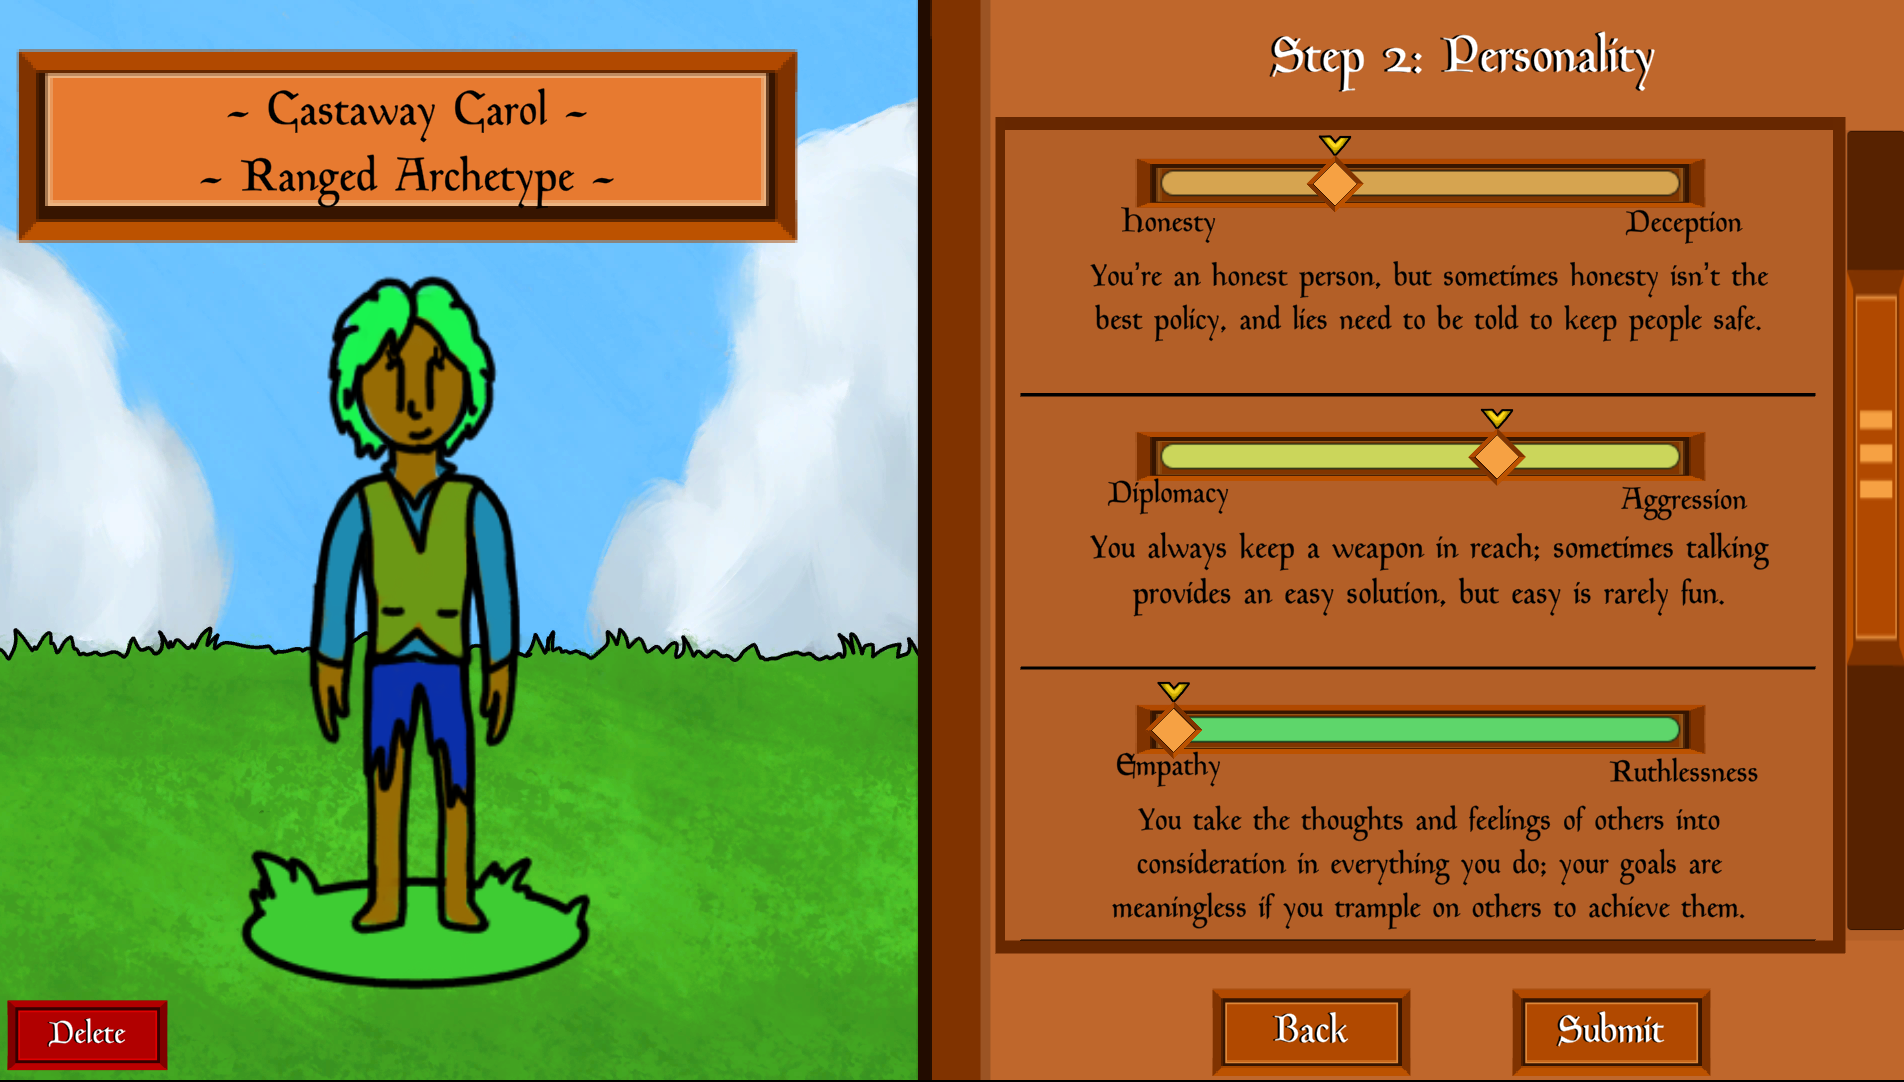 ~ Castaway Carol ~
~ Ranged Archetype ~
Delete
Step 2: Personality
Honesty
Deception
You're an honest person, but sometimes honesty isn't the
best policy, and lies need to be told to keep people safe.
Diplomacy
Aggression
You always keep a weapon in reach; sometimes talking
provides an easy solution, but easy is rarely fun.
Empathy
Ruthlessness
You take the thoughts and feelings of others into
consideration in everything you do; your goals are
meaningless if you trample on others to achieve them.
Back
Submit